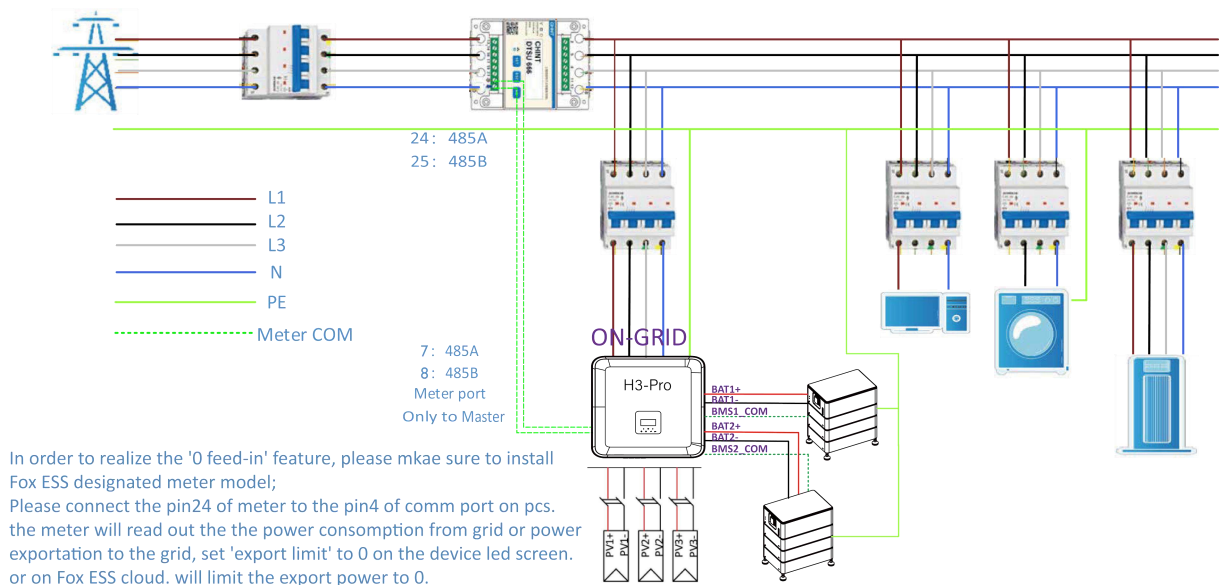 CHINT
DTSU 666
24: 485A
25: 485B
L1
L2
L3
N
PE
Meter COM
7: 485A
8: 485B
Meter port
Only to Master
ON-GRID
H3-Pro
BAT1+
BAT1-
BMS1_COM
BAT2+
BAT2-
BMS2_COM
PV1+
PV1-
PV2+
PV2-
PV3+
PV3-
In order to realize the '0 feed-in' feature, please mkae sure to install
Fox ESS designated meter model;
Please connect the pin24 of meter to the pin4 of comm port on pcs.
the meter will read out the the power consumption from grid or power
exportation to the grid, set 'export limit' to 0 on the device led screen.
or on Fox ESS cloud. will limit the export power to 0.